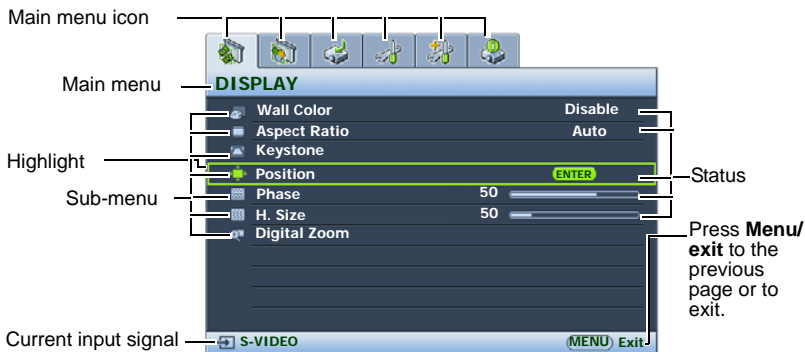 Main menu icon
Main menu
DISPLAY
Wall Color Disable
Aspect Ratio Auto
Keystone
Highlight
Position ENTER
Status
Sub-menu
Phase 50
H. Size 50
Digital Zoom
Press Menu/
exit to the
previous
page or to
exit.
Current input signal
S-VIDEO
MENU Exit